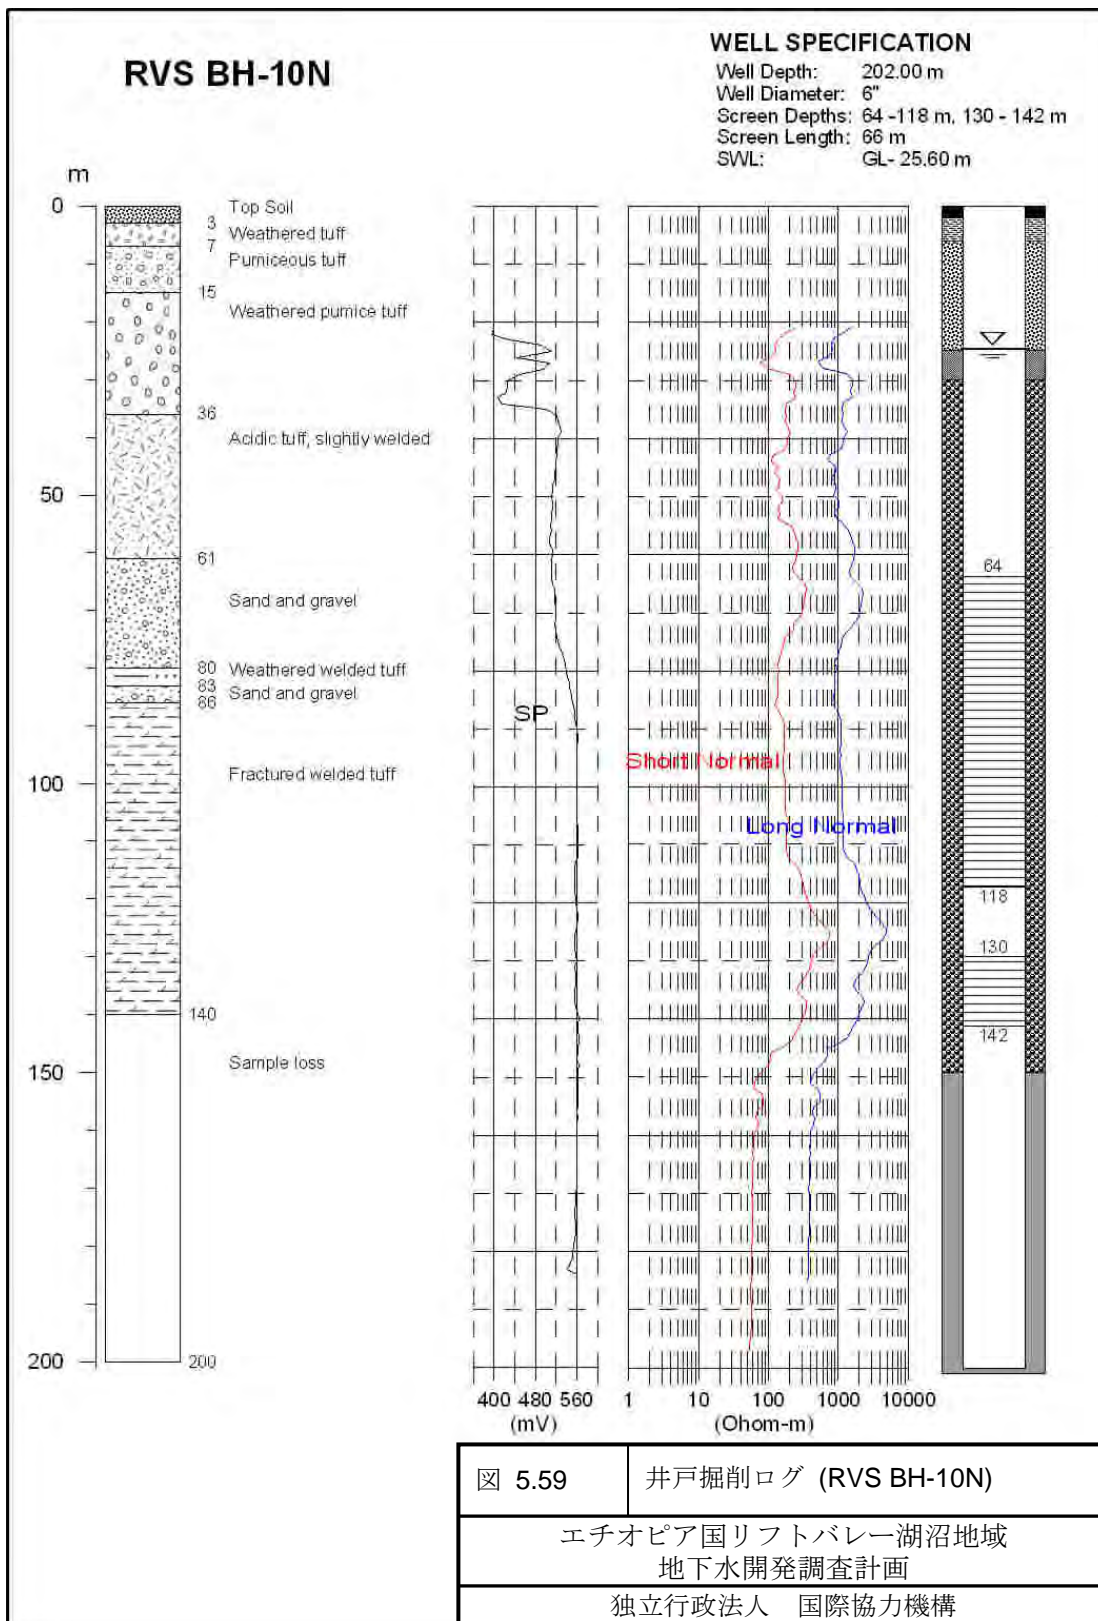 RVS BH-10N
WELL SPECIFICATION
Well Depth: 202.00 m
Well Diameter: 6"
Screen Depths: 64 -118 m, 130 - 142 m
Screen Length: 66 m
SWL: GL- 25.60 m
m
0
50
100
150
200
3
7
15
36
61
80
83
86
140
200
Top Soil
Weathered tuff
Pumiceous tuff
Weathered pumice tuff
Acidic tuff, slightly welded
Sand and gravel
Weathered welded tuff
Sand and gravel
Fractured welded tuff
Sample loss
SP
Short Normal
Long Normal
64
118
130
142
400 480 560
(mV)
1 10 100 1000 10000
(Ohom-m)
図 5.59
井戸掘削ログ (RVS BH-10N)
エチオピア国リフトバレー湖沼地域
地下水開発調査計画
独立行政法人 国際協力機構